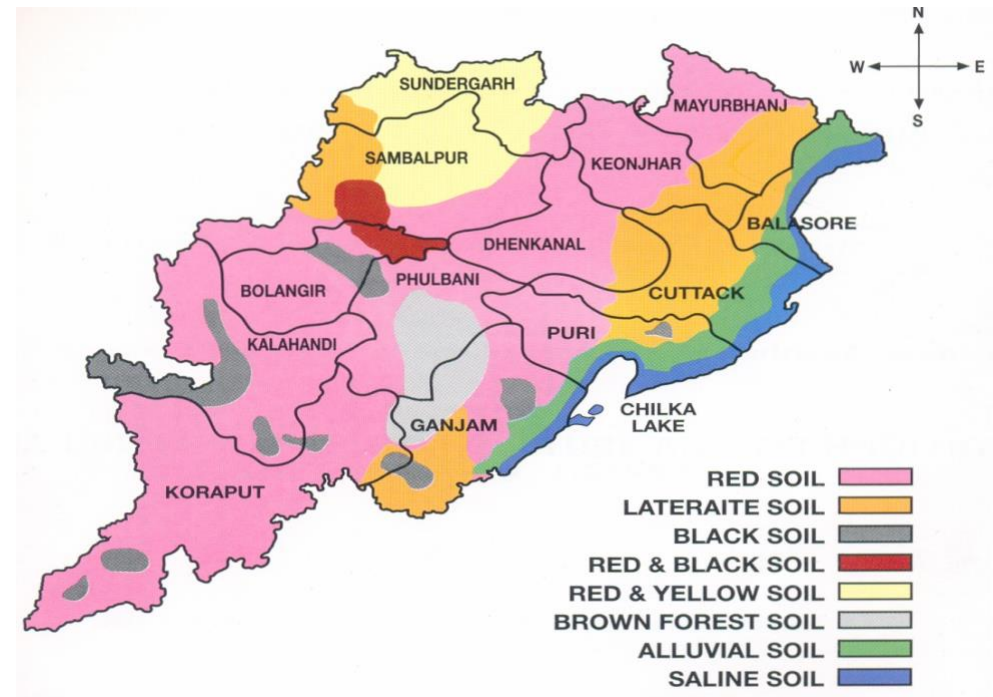 N
W E
S
SUNDERGARH
MAYURBHANJ
SAMBALPUR
KEONJHAR
BALASORE
DHENKANAL
PHULBANI
BOLANGIR
CUTTACK
PURI
KALAHANDI
CHILKA
LAKE
GANJAM
KORAPUT
RED SOIL
LATERAITE SOIL
BLACK SOIL
RED & BLACK SOIL
RED & YELLOW SOIL
BROWN FOREST SOIL
ALLUVIAL SOIL
SALINE SOIL